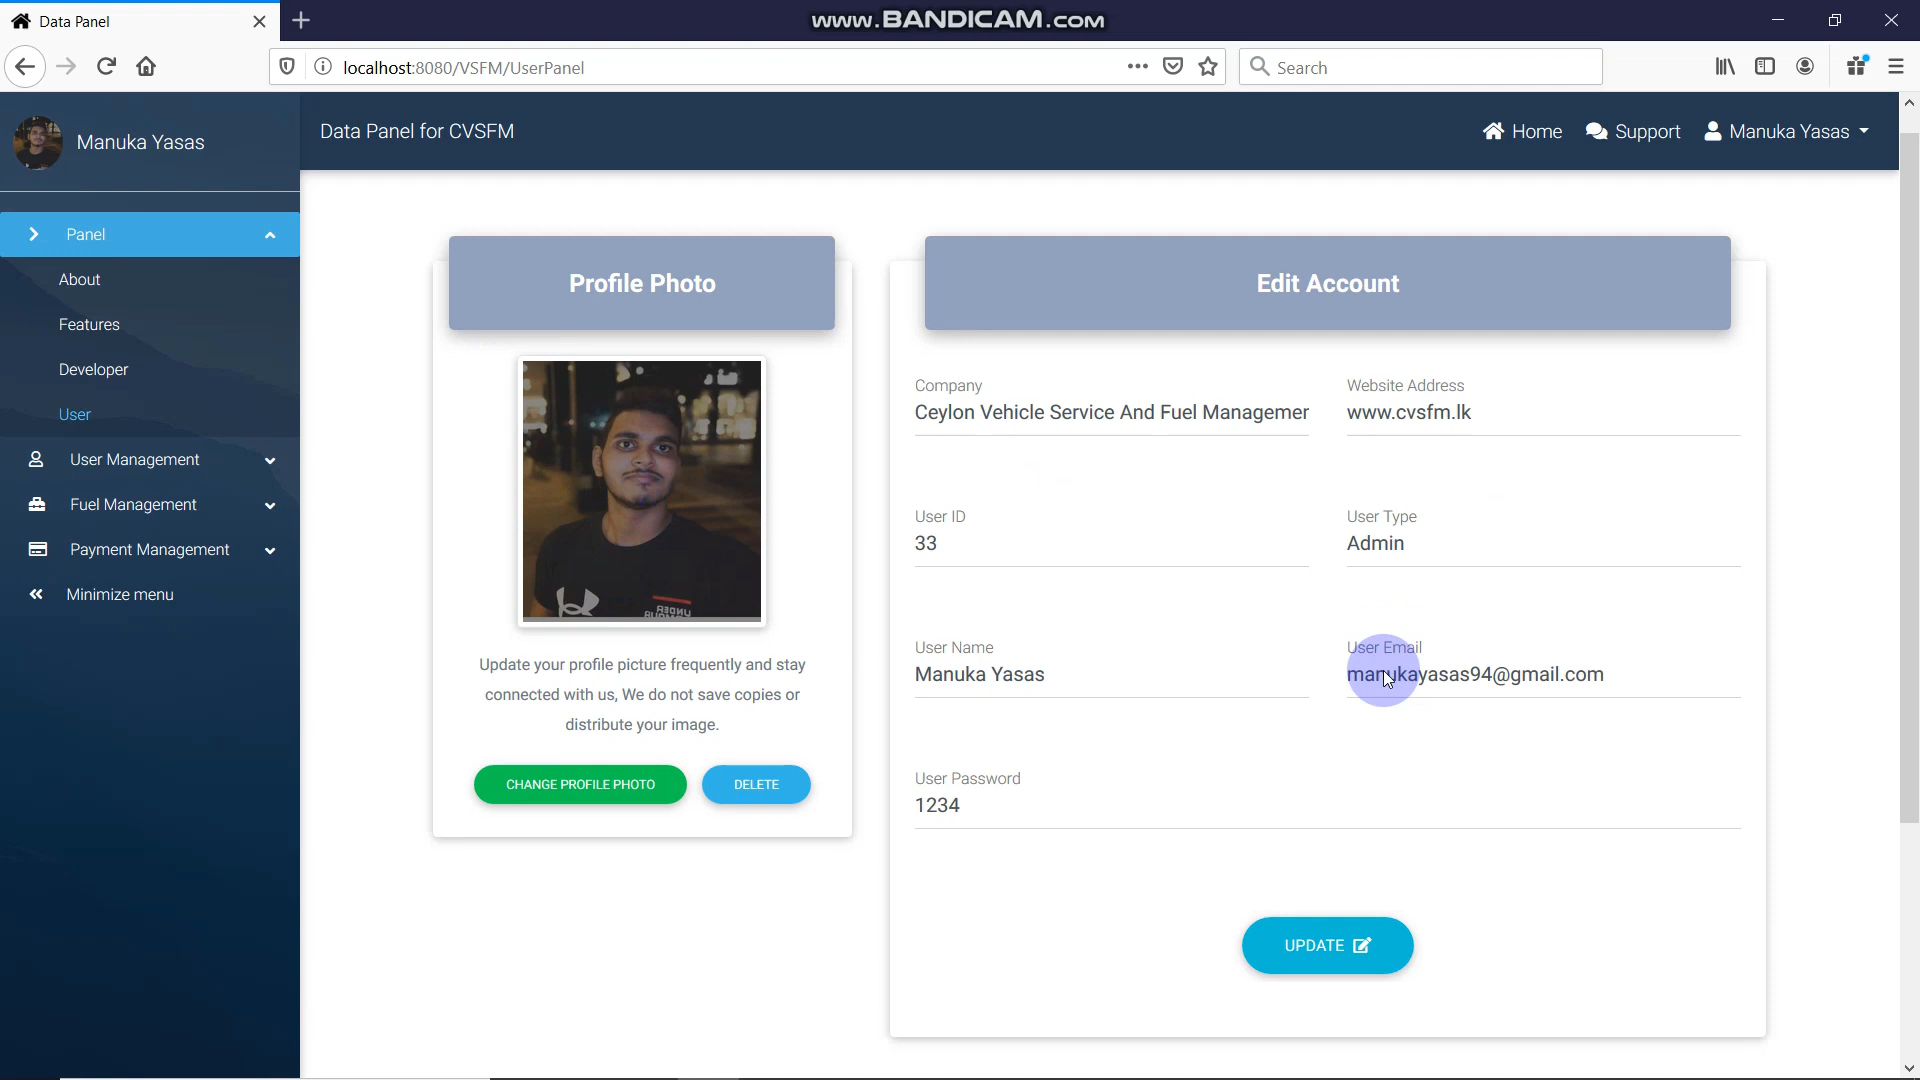 Data Panel
www.BANDICAM.com
localhost:8080/VSFM/UserPanel
Search
Manuka Yasas
Data Panel for CVSFM
Home
Support
Manuka Yasas
Panel
About
Features
Developer
User
User Management
Fuel Management
Payment Management
Minimize menu
Profile Photo
Update your profile picture frequently and stay
connected with us, We do not save copies or
distribute your image.
CHANGE PROFILE PHOTO
DELETE
Edit Account
Company
Ceylon Vehicle Service And Fuel Managemer
Website Address
www.cvsfm.lk
User ID
33
User Type
Admin
User Name
Manuka Yasas
User Email
manukayasas94@gmail.com
User Password
1234
UPDATE